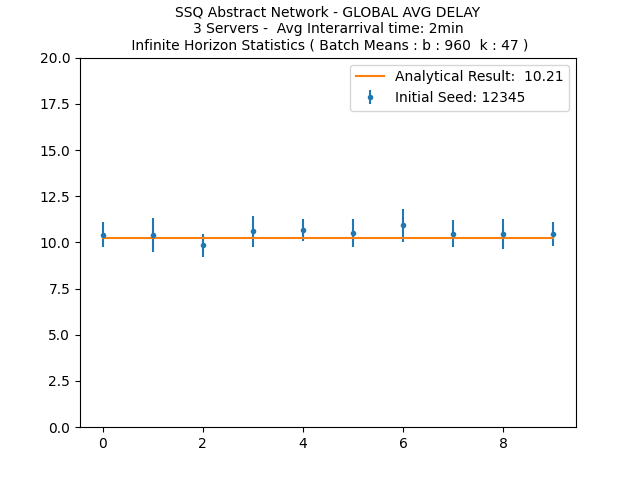 SSQ Abstract Network - GLOBAL AVG DELAY
3 Servers -  Avg Interarrival time: 2min
Infinite Horizon Statistics ( Batch Means : b : 960  k : 47 )
20.0
17.5
15.0
12.5
10.0
7.5
5.0
2.5
0.0
Analytical Result:  10.21
Initial Seed: 12345
0 2 4 6 8